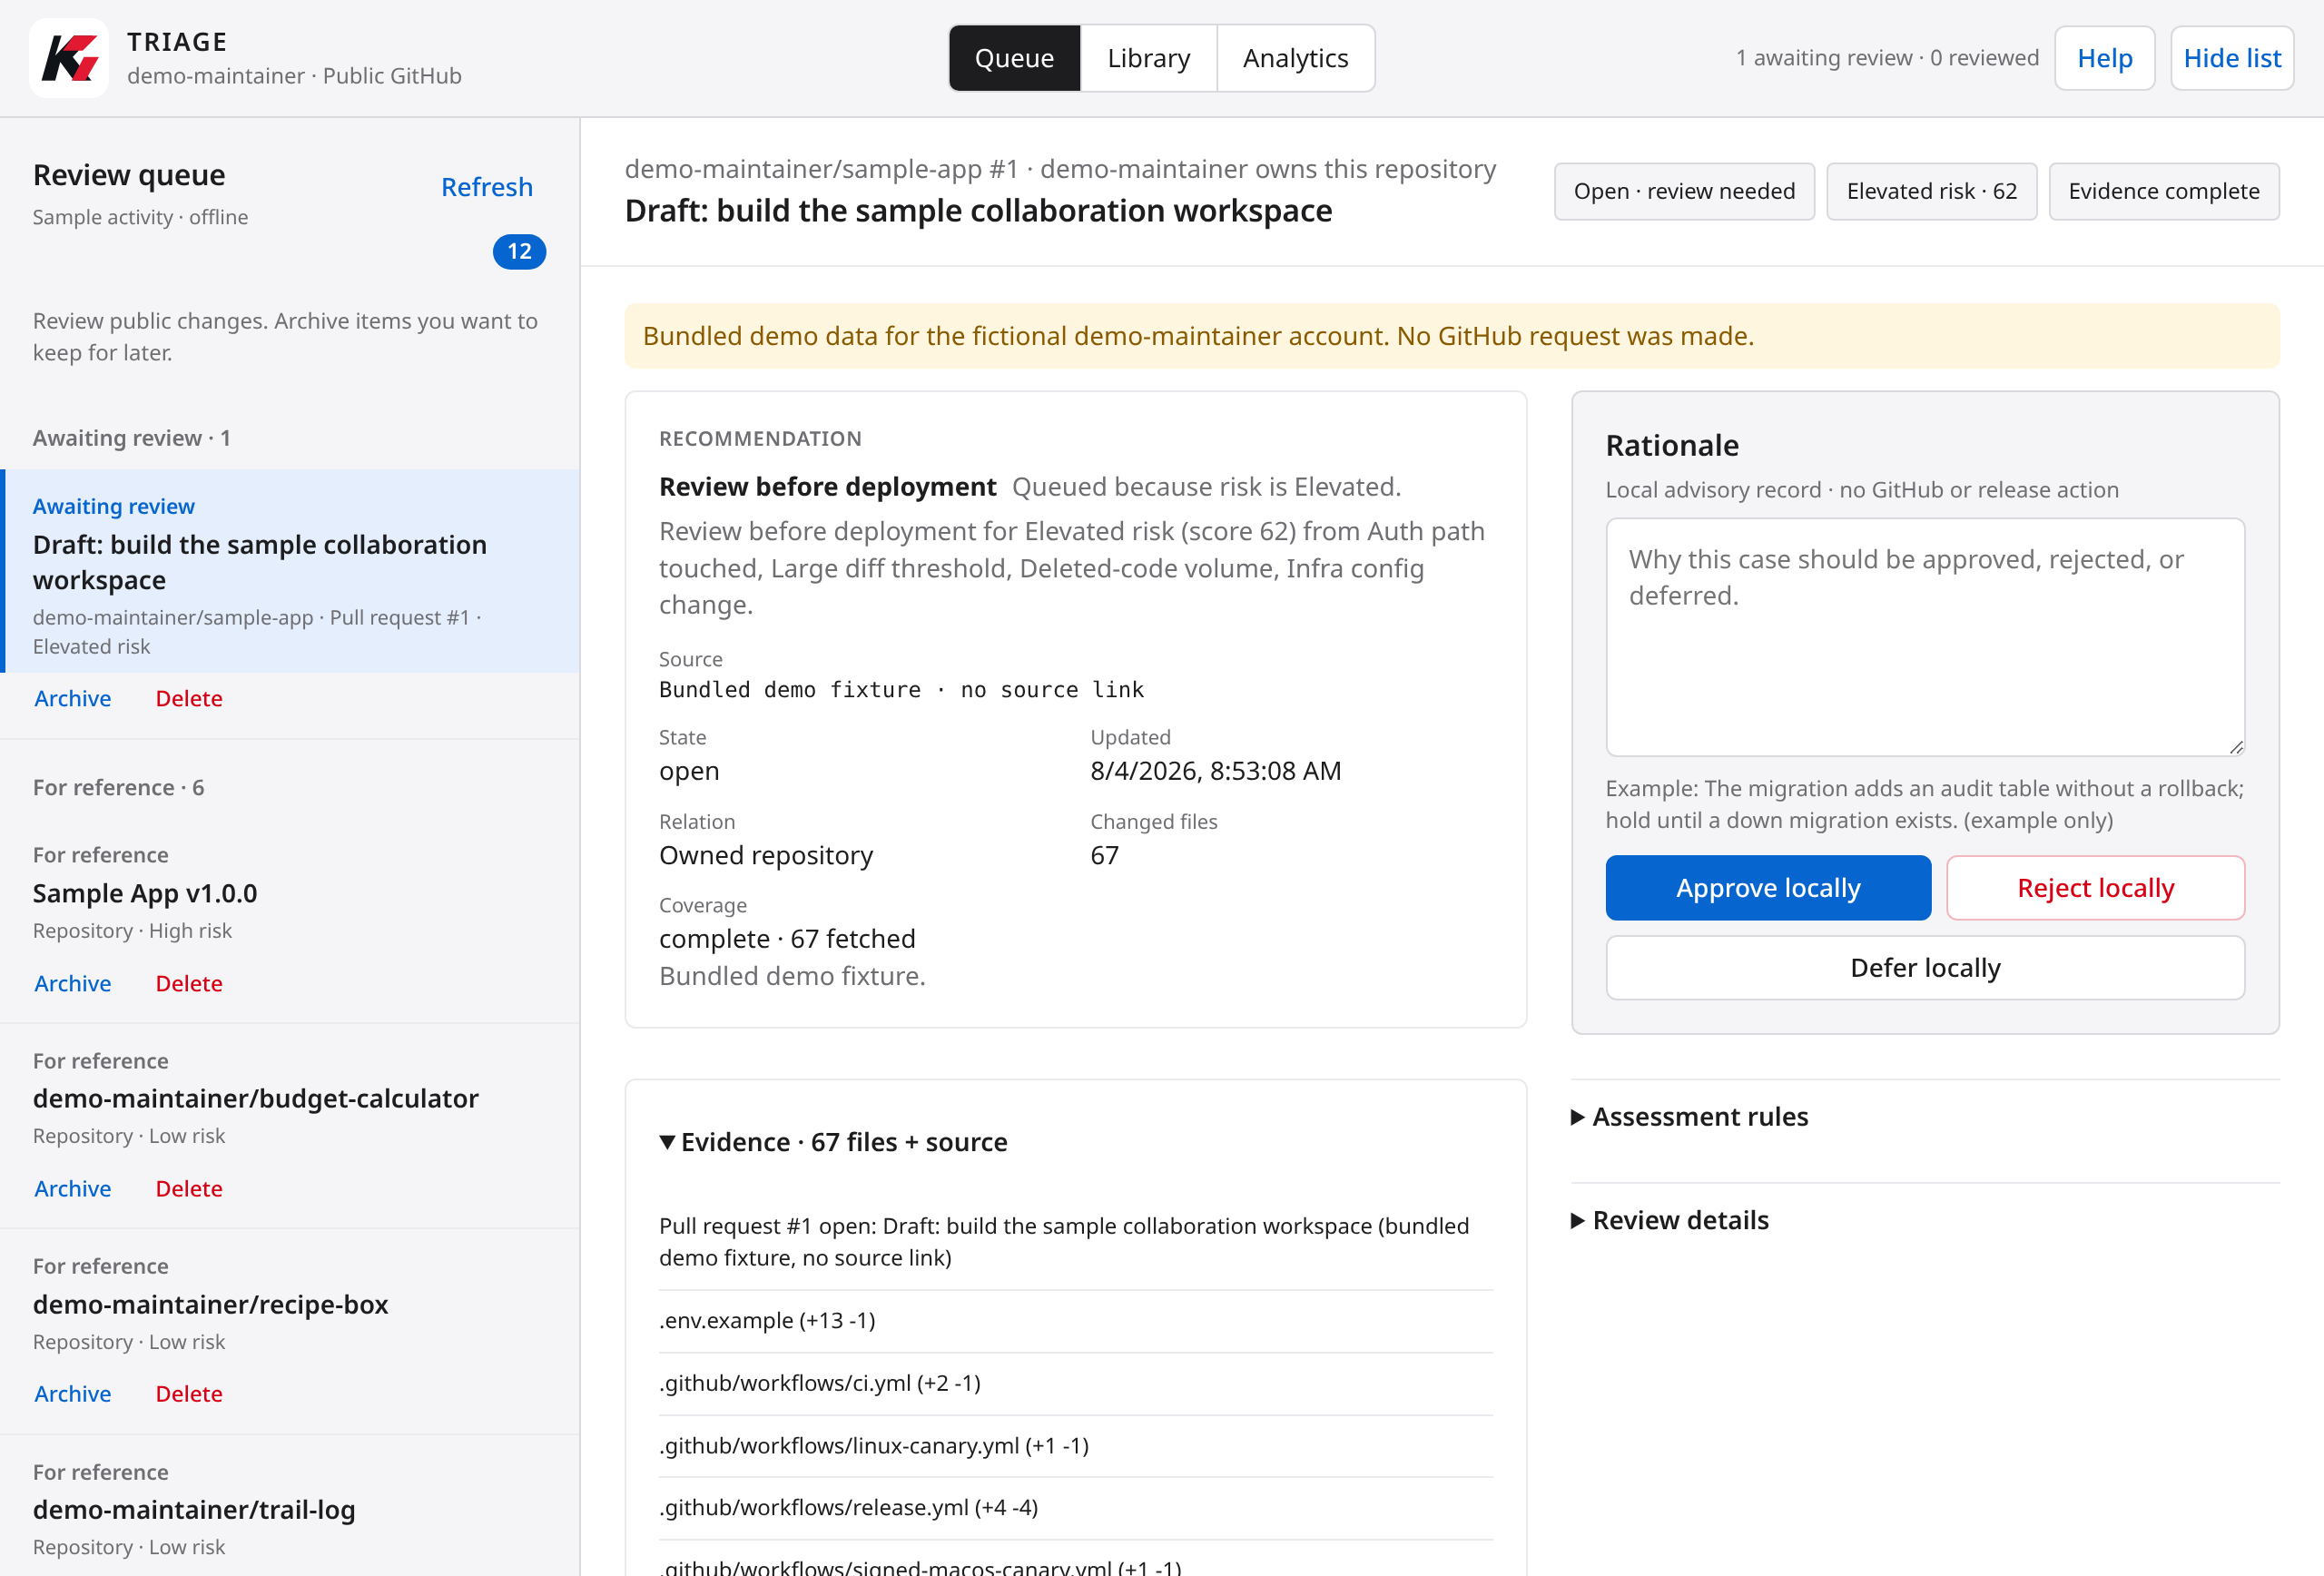 TRIAGE
demo-maintainer · Public GitHub
Queue
Library
Analytics
1 awaiting review · 0 reviewed
Help
Hide list
Review queue
Sample activity · offline
Refresh
12
Review public changes. Archive items you want to
keep for later.
Awaiting review · 1
Awaiting review
Draft: build the sample collaboration
workspace
demo-maintainer/sample-app · Pull request #1 ·
Elevated risk
Archive
Delete
For reference · 6
For reference
Sample App v1.0.0
Repository · High risk
Archive
Delete
For reference
demo-maintainer/budget-calculator
Repository · Low risk
Archive
Delete
For reference
demo-maintainer/recipe-box
Repository · Low risk
Archive
Delete
For reference
demo-maintainer/trail-log
Repository · Low risk
demo-maintainer/sample-app #1 · demo-maintainer owns this repository
Draft: build the sample collaboration workspace
Open · review needed
Elevated risk · 62
Evidence complete
Bundled demo data for the fictional demo-maintainer account. No GitHub request was made.
RECOMMENDATION
Review before deployment Queued because risk is Elevated.
Review before deployment for Elevated risk (score 62) from Auth path
touched, Large diff threshold, Deleted-code volume, Infra config
change.
Source
Bundled demo fixture · no source link
State
open
Updated
8/4/2026, 8:53:08 AM
Relation
Owned repository
Changed files
67
Coverage
complete · 67 fetched
Bundled demo fixture.
Evidence · 67 files + source
Pull request #1 open: Draft: build the sample collaboration workspace (bundled
demo fixture, no source link)
.env.example (+13 -1)
.github/workflows/ci.yml (+2 -1)
.github/workflows/linux-canary.yml (+1 -1)
.github/workflows/release.yml (+4 -4)
.github/workflows/signed-macos-canary.yml (+1 -1)
Rationale
Local advisory record · no GitHub or release action
Why this case should be approved, rejected, or
deferred.
Example: The migration adds an audit table without a rollback;
hold until a down migration exists. (example only)
Approve locally
Reject locally
Defer locally
Assessment rules
Review details